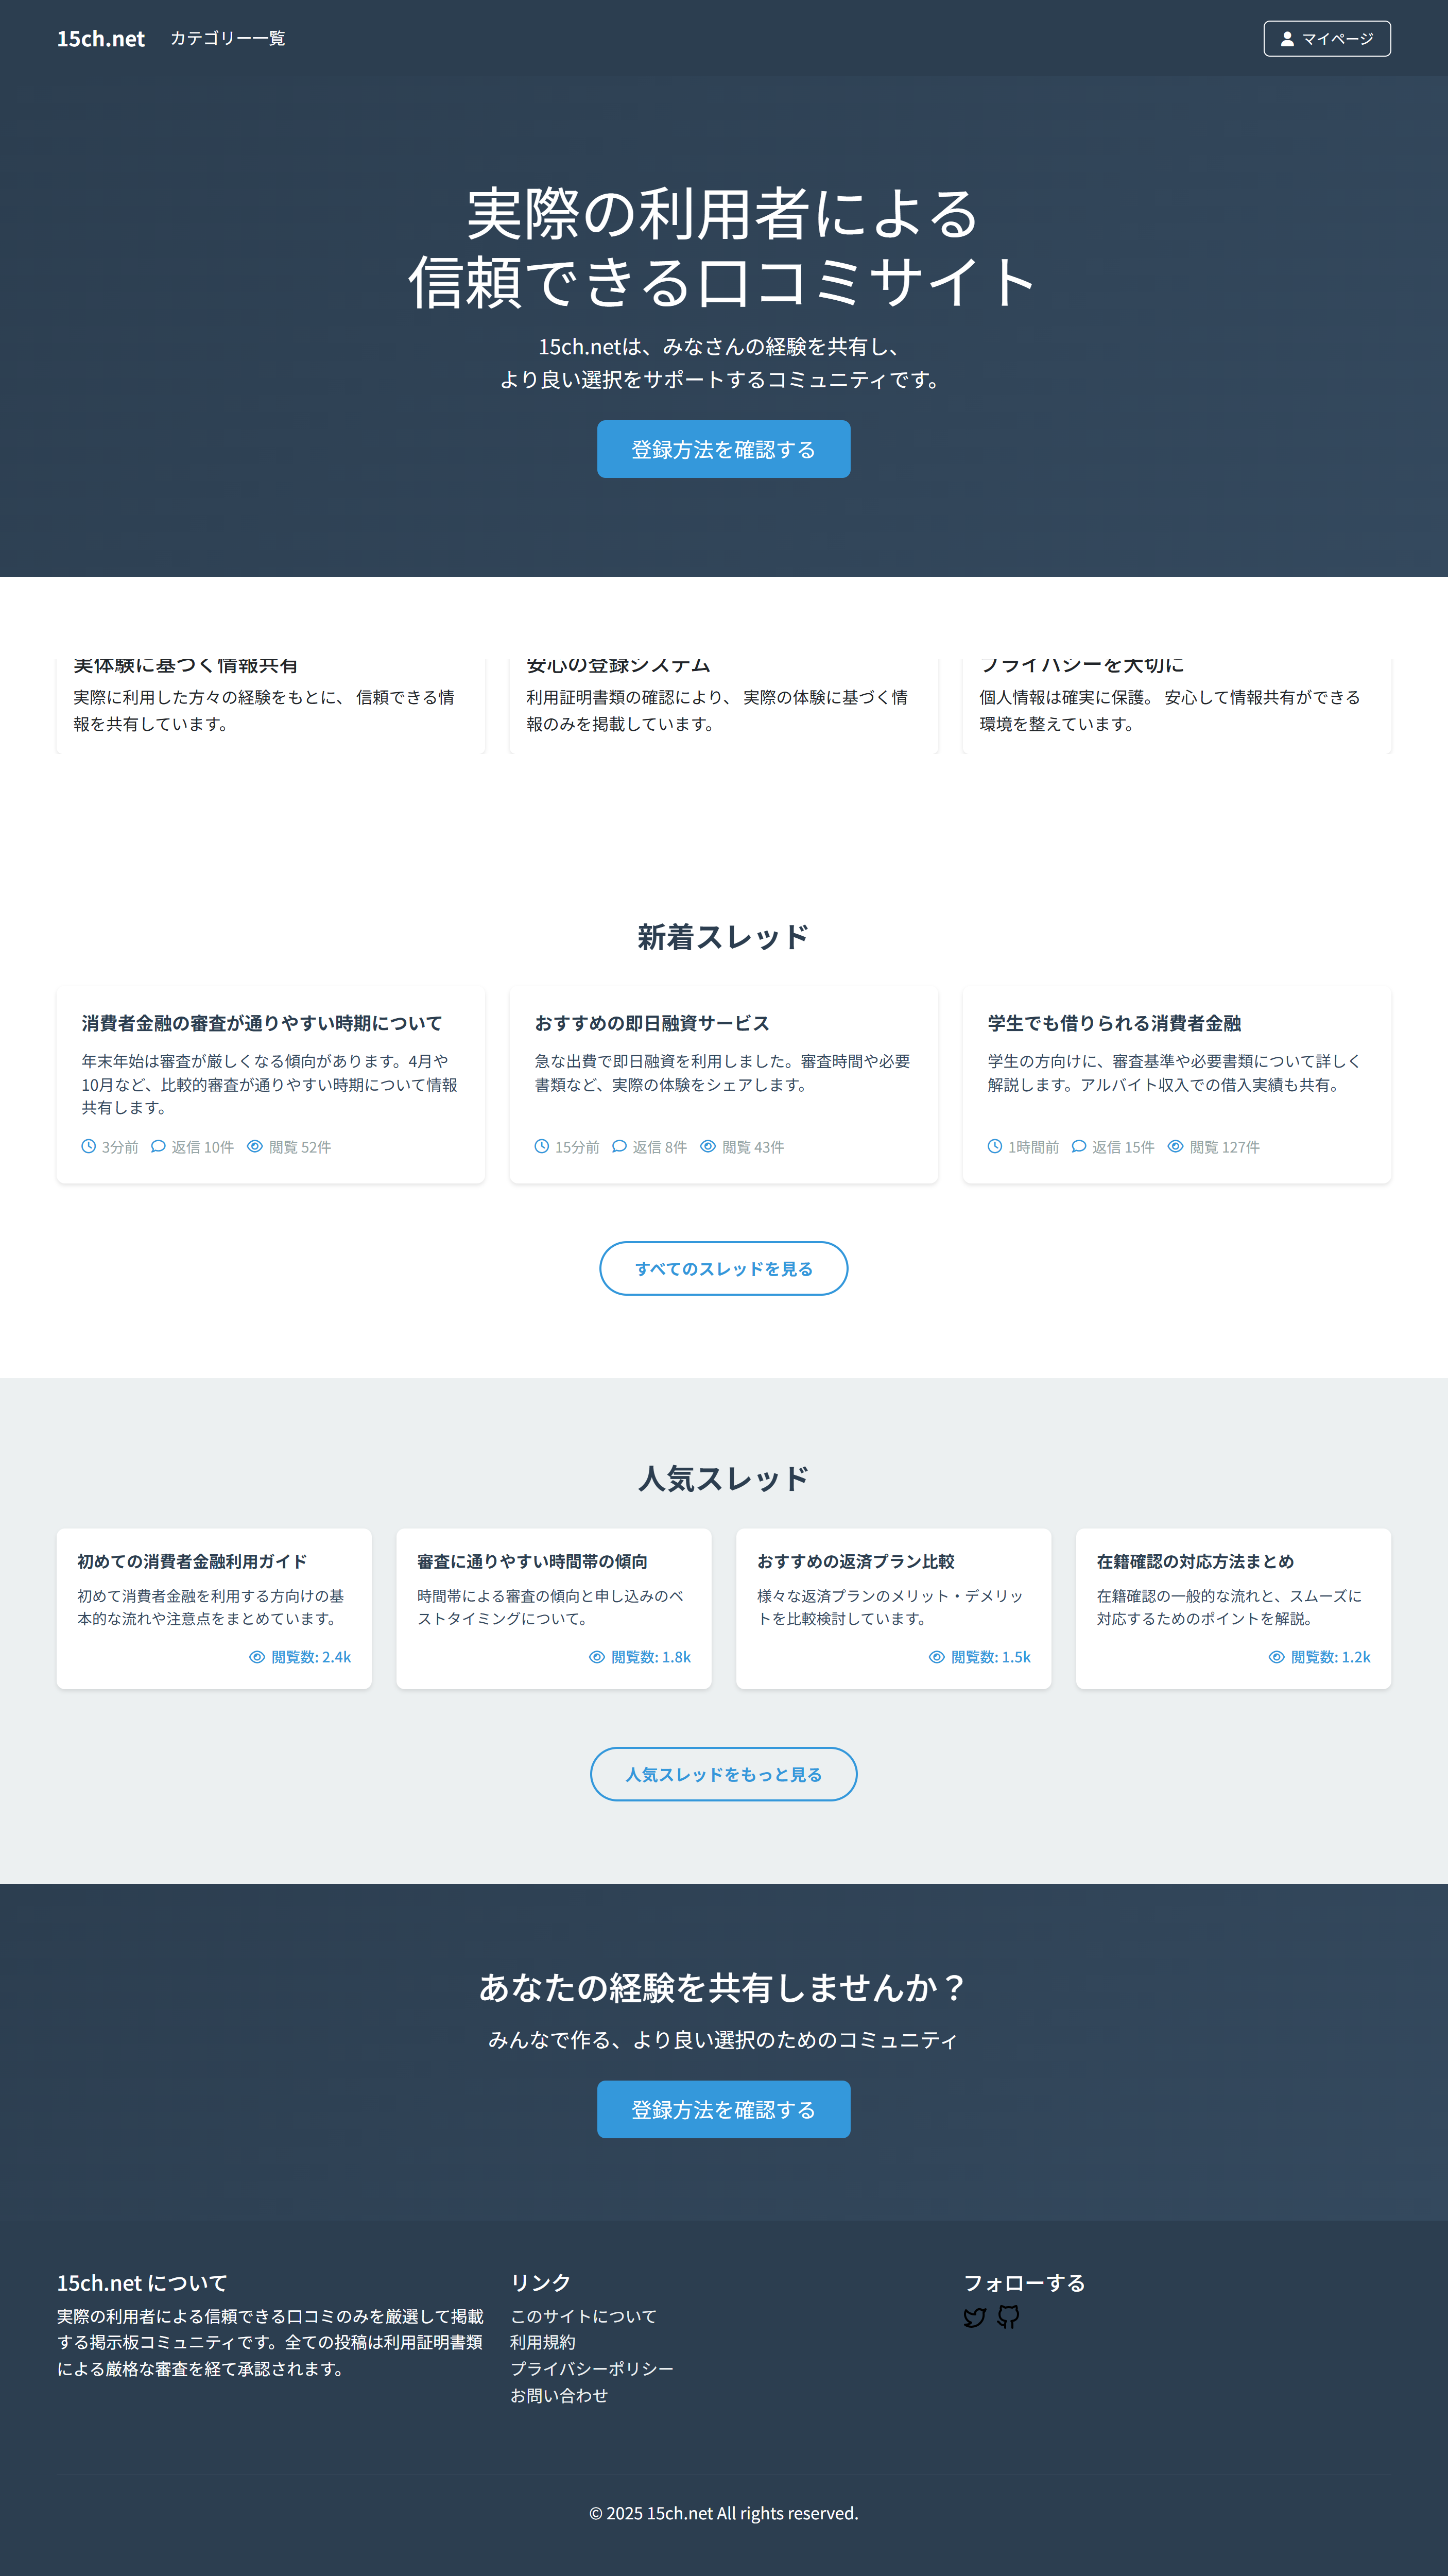 15ch.net
カテゴリー一覧
マイページ
実際の利用者による
信頼できる口コミサイト
15ch.netは、みなさんの経験を共有し、
より良い選択をサポートするコミュニティです。
登録方法を確認する
実体験に基づく情報共有
実際に利用した方々の経験をもとに、 信頼できる情
報を共有しています。
安心の登録システム
利用証明書類の確認により、 実際の体験に基づく情
報のみを掲載しています。
プライバシーを大切に
個人情報は確実に保護。 安心して情報共有ができる
環境を整えています。
新着スレッド
消費者金融の審査が通りやすい時期について
年末年始は審査が厳しくなる傾向があります。4月や
10月など、比較的審査が通りやすい時期について情報
共有します。
3分前 返信 10件 閲覧 52件
おすすめの即日融資サービス
急な出費で即日融資を利用しました。審査時間や必要
書類など、実際の体験をシェアします。
15分前 返信 8件 閲覧 43件
学生でも借りられる消費者金融
学生の方向けに、審査基準や必要書類について詳しく
解説します。アルバイト収入での借入実績も共有。
1時間前 返信 15件 閲覧 127件
すべてのスレッドを見る
人気スレッド
初めての消費者金融利用ガイド
初めて消費者金融を利用する方向けの基
本的な流れや注意点をまとめています。
閲覧数: 2.4k
審査に通りやすい時間帯の傾向
時間帯による審査の傾向と申し込みのベ
ストタイミングについて。
閲覧数: 1.8k
おすすめの返済プラン比較
様々な返済プランのメリット・デメリッ
トを比較検討しています。
閲覧数: 1.5k
在籍確認の対応方法まとめ
在籍確認の一般的な流れと、スムーズに
対応するためのポイントを解説。
閲覧数: 1.2k
人気スレッドをもっと見る
あなたの経験を共有しませんか？
みんなで作る、より良い選択のためのコミュニティ
登録方法を確認する
15ch.net について
実際の利用者による信頼できる口コミのみを厳選して掲載
する掲示板コミュニティです。全ての投稿は利用証明書類
による厳格な審査を経て承認されます。
リンク
このサイトについて
利用規約
プライバシーポリシー
お問い合わせ
フォローする
© 2025 15ch.net All rights reserved.